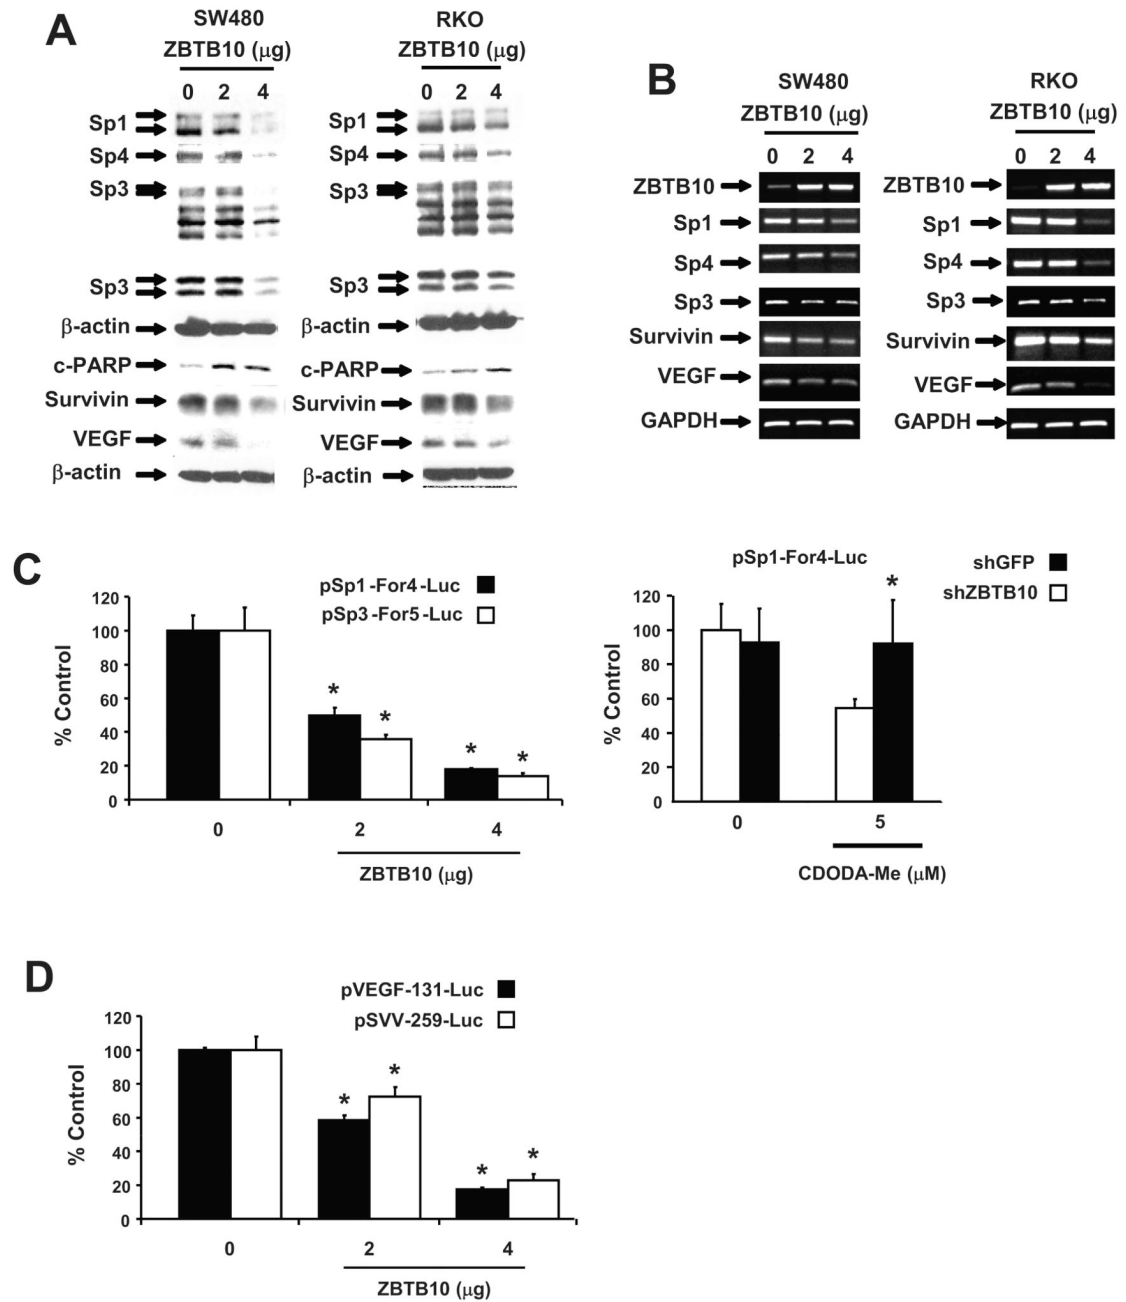 A
SW480
ZBTB10 (μg)
0 2 4
Sp1
Sp4
Sp3
Sp3
β-actin
c-PARP
Survivin
VEGF
β-actin
RKO
ZBTB10 (μg)
0 2 4
Sp1
Sp4
Sp3
Sp3
β-actin
c-PARP
Survivin
VEGF
β-actin
B
SW480
ZBTB10 (μg)
0 2 4
ZBTB10
Sp1
Sp4
Sp3
Survivin
VEGF
GAPDH
RKO
ZBTB10 (μg)
0 2 4
ZBTB10
Sp1
Sp4
Sp3
Survivin
VEGF
GAPDH
C
pSp1-For4-Luc
pSp3-For5-Luc
% Control
120
100
80
60
40
20
0
* * * *
0 2 4
ZBTB10 (μg)
pSp1-For4-Luc
shGFP
shZBTB10
% Control
120
100
80
60
40
20
0
*
0 5
CDODA-Me (μM)
D
pVEGF-131-Luc
pSVV-259-Luc
% Control
120
100
80
60
40
20
0
* * * *
0 2 4
ZBTB10 (μg)